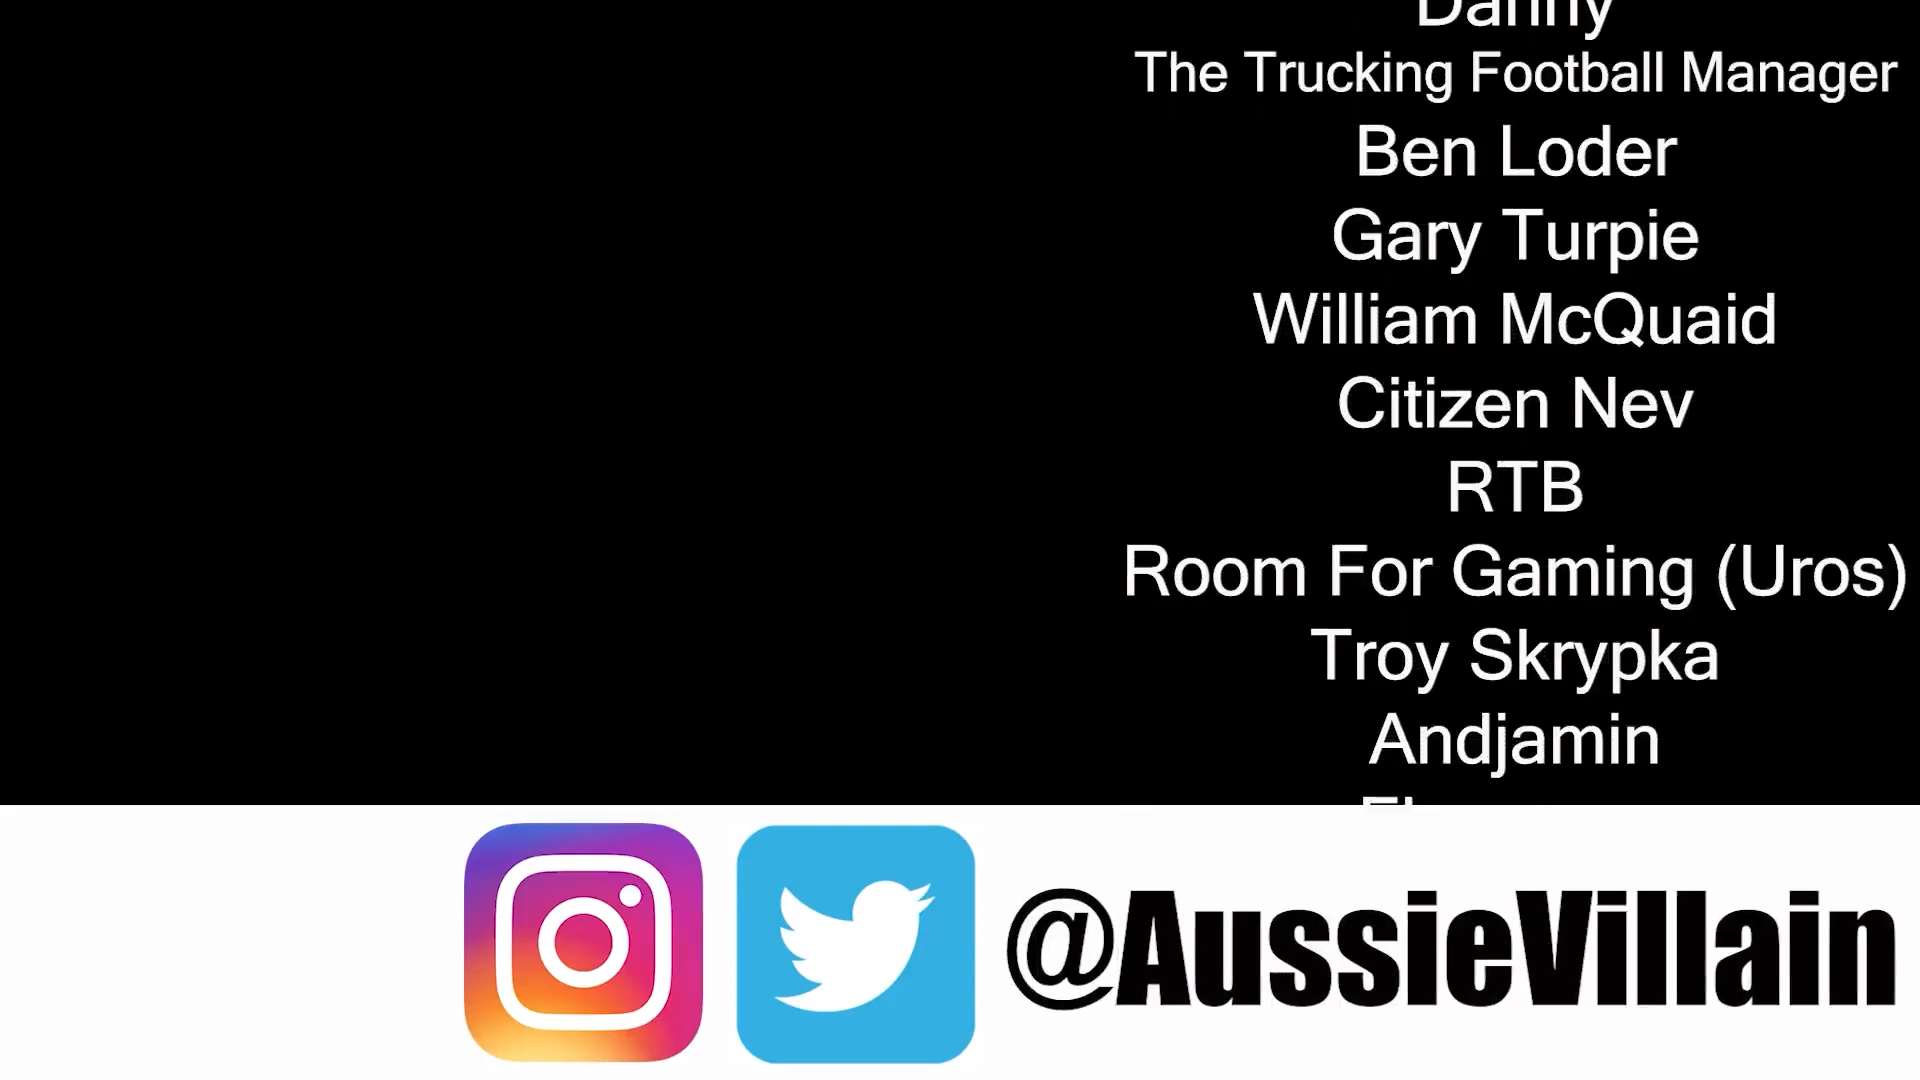 Danny
The Trucking Football Manager
Ben Loder
Gary Turpie
William McQuaid
Citizen Nev
RTB
Room For Gaming (Uros)
Troy Skrypka
Andjamin
@AussieVillain